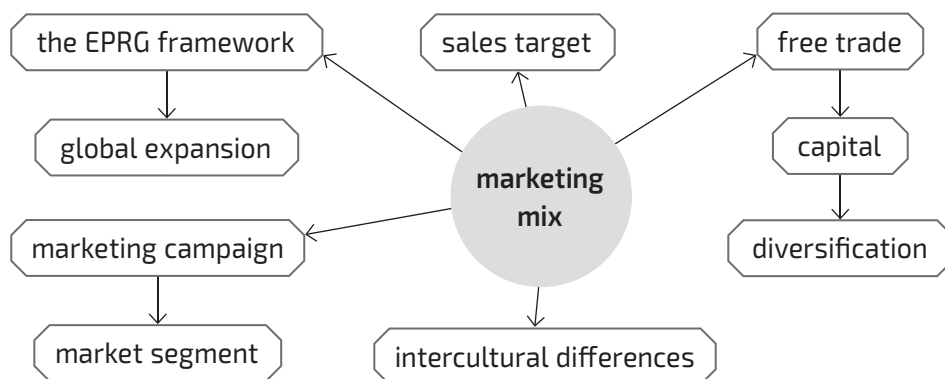 the EPRG framework
sales target
free trade
global expansion
capital
marketing
mix
marketing campaign
diversification
market segment
intercultural differences